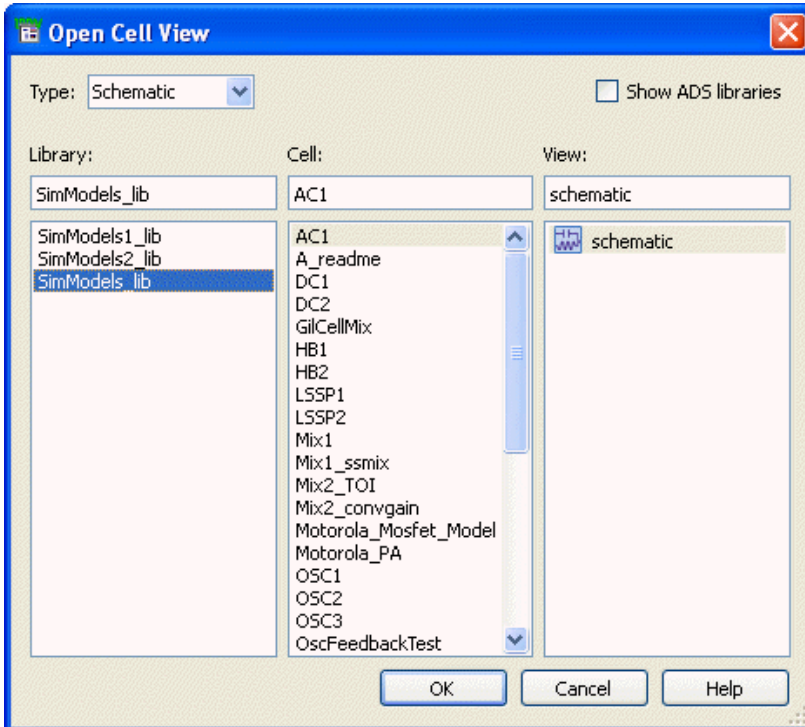 Open Cell View
Type: Schematic
Show ADS libraries
Library:
Cell:
View:
SimModels_lib
AC1
schematic
SimModels1_lib
SimModels2_lib
SimModels_lib
AC1
A_readme
DC1
DC2
GilCellMix
HB1
HB2
LSSP1
LSSP2
Mix1
Mix1_ssmix
Mix2_TOI
Mix2_convgain
Motorola_Mosfet_Model
Motorola_PA
OSC1
OSC2
OSC3
OscFeedbackTest
schematic
OK
Cancel
Help